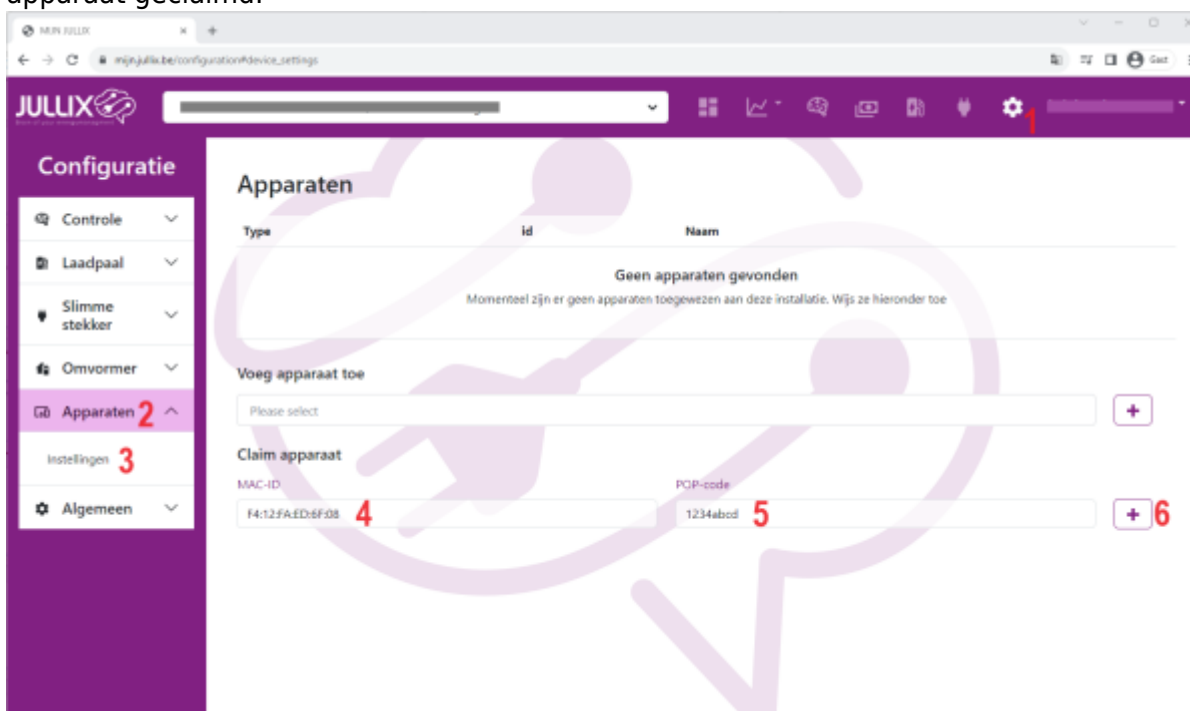 apparaat geclaimd.
MIJN JULLIX
mijn.jullix.be/configuration#device_settings
Gast
JULLIX
1
Configuratie
Controle
Laadpaal
Slimme
stekker
Omvormer
Apparaten 2
Instellingen 3
Algemeen
Apparaten
Type id Naam
Geen apparaten gevonden
Momenteel zijn er geen apparaten toegewezen aan deze installatie. Wijs ze hieronder toe
Voeg apparaat toe
Please select
+
Claim apparaat
MAC-ID POP-code
F4:12:FA:ED:6F:08 4 1234abcd 5 + 6